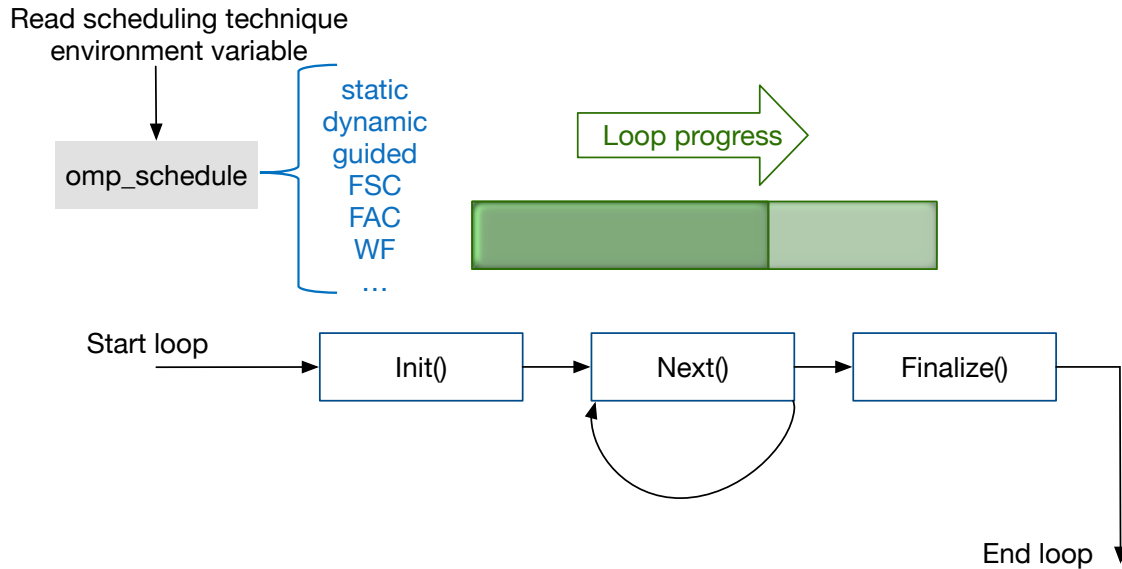 Read scheduling technique
environment variable
omp_schedule
static
dynamic
guided
FSC
FAC
WF
...
Loop progress
Start loop
Init()
Next()
Finalize()
End loop